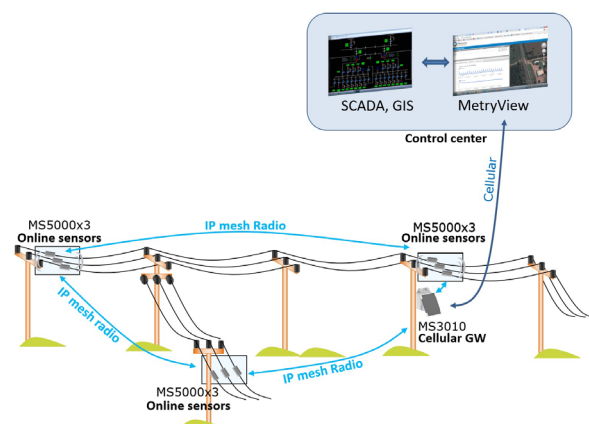 SCADA, GIS
MetryView
Control center
Cellular
MS5000x3
Online sensors
IP mesh Radio
MS5000x3
Online sensors
IP mesh radio
MS3010
Cellular GW
IP mesh Radio
MS5000x3
Online sensors